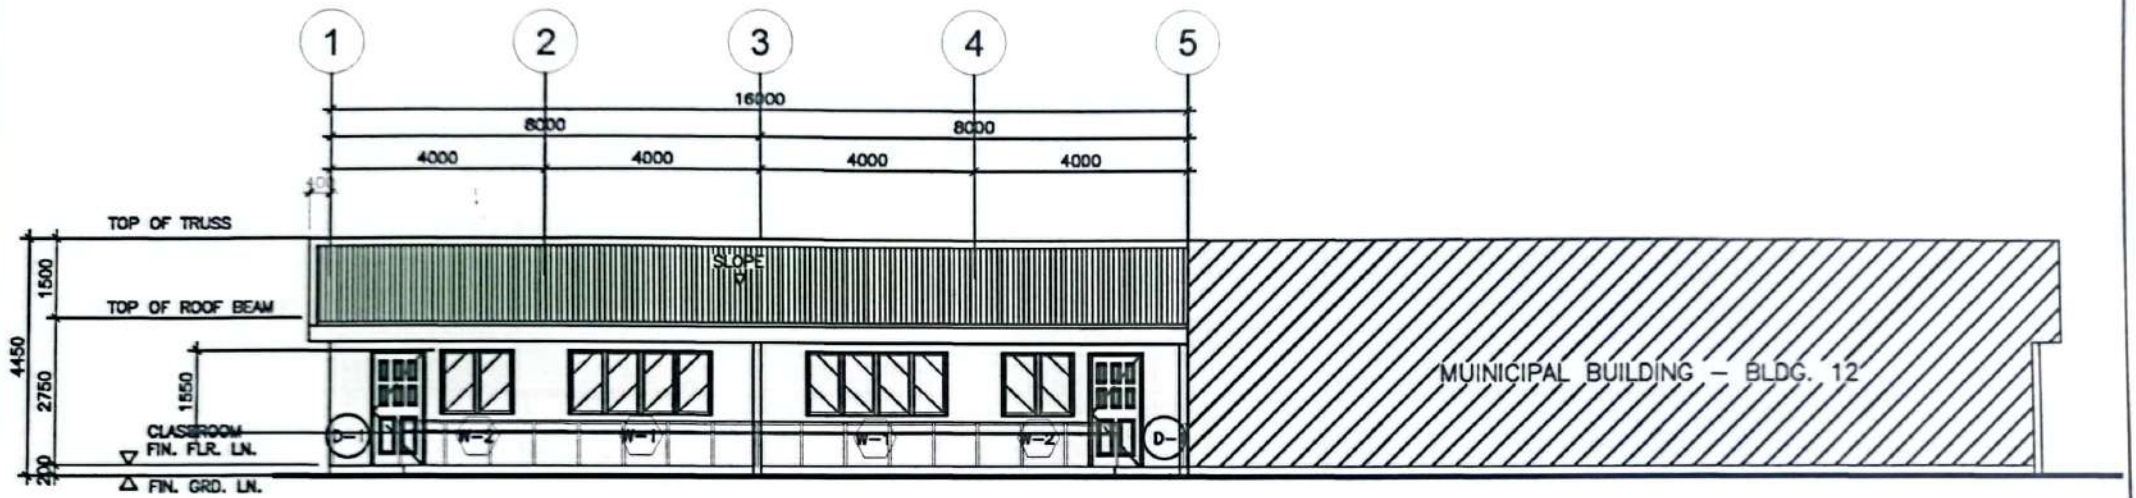 1 2 3 4 5
16000
8000 8000
4000 4000 4000 4000
400
TOP OF TRUSS
1500
SLOPE
TOP OF ROOF BEAM
4450
2750
1550
MUINICIPAL BUILDING - BLDG. 12
CLASSROOM
FIN. FLR. LN.
D-1 W-2 W-1 W-1 W-2 D-
200
FIN. GRD. LN.